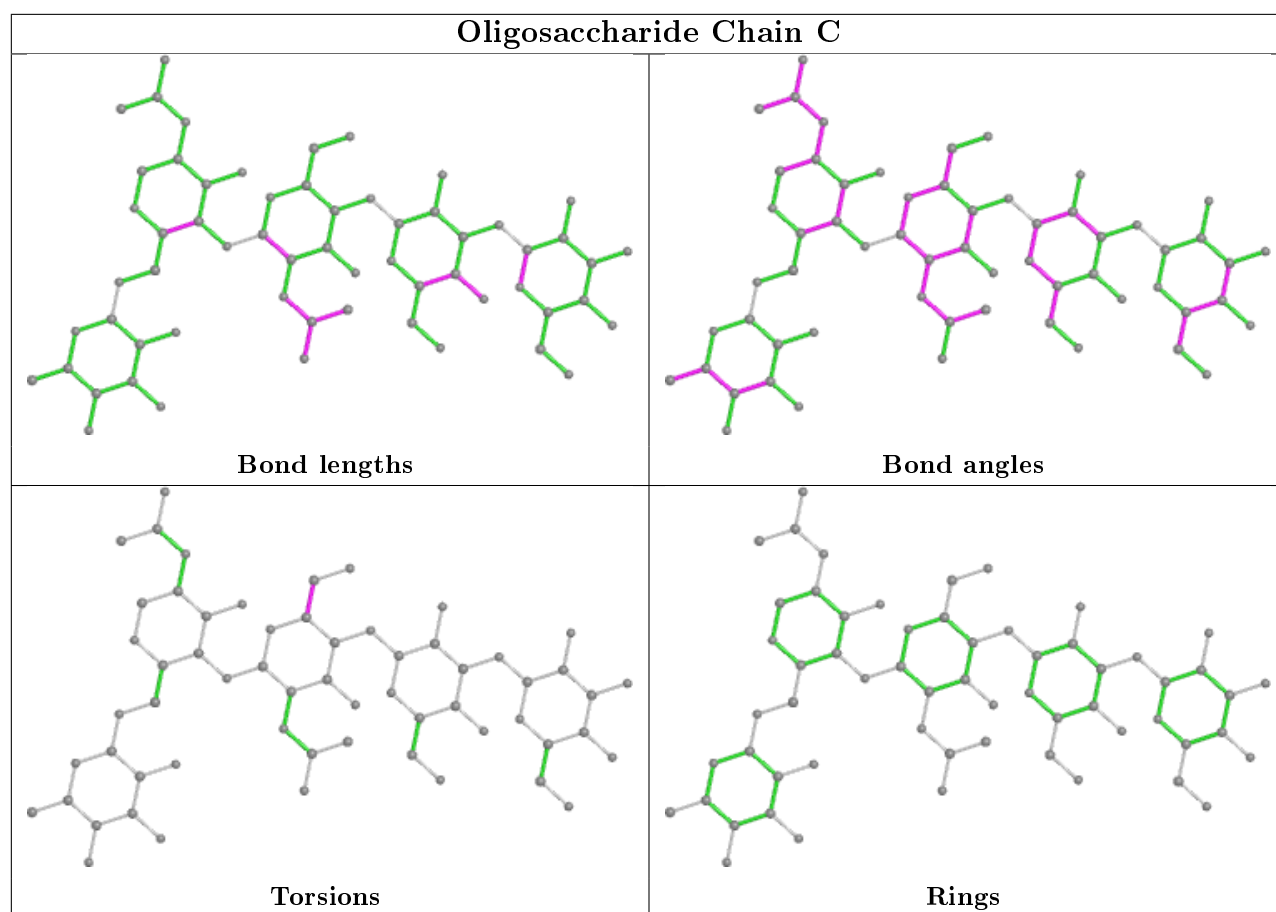 Oligosaccharide Chain C
Bond lengths
Bond angles
Torsions
Rings